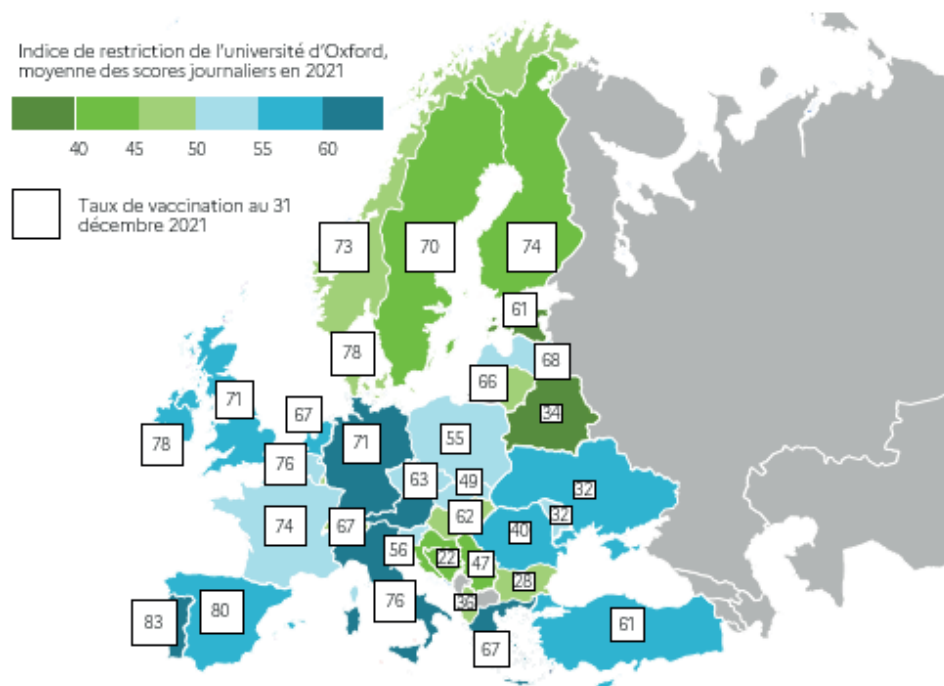 Indice de restriction de l'université d'Oxford,
moyenne des scores journaliers en 2021
40 45 50 55 60
Taux de vaccination au 31
décembre 2021
73 70 74
61
78 68
66
71 67 34
78 71 55
76 63 49
32
74 67 62 40 32
56 22 47 28
83 80 76 36 61
67